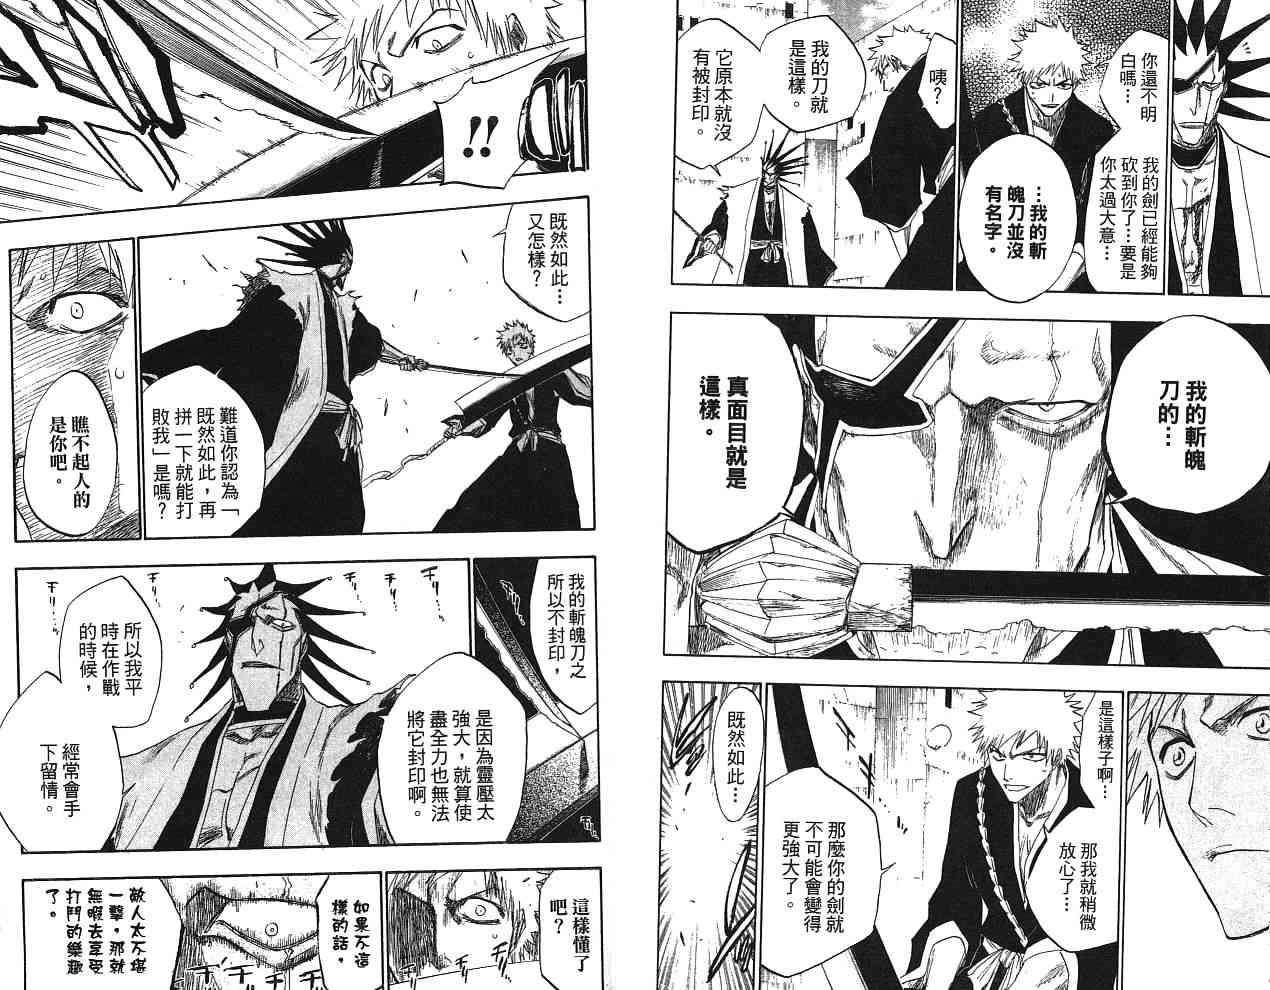 你還不明
白嗎…
我的劍已經能夠
砍到你了…要是
你太過大意…
…我的斬
魄刀並沒
有名字。
咦?
我的刀就
是這樣。
它原本就沒
有被封印。
我的斬魄
刀的…
真面目就是
這樣。
是這樣子啊…
那我就稍微
放心了…
那麼你的劍就
不可能會變得
更強大了。
既然如此…
!!
既然如此…
又怎樣?
難道你認為「
既然如此，再
拼一下就能打
敗我」是嗎?
瞧不起人的
是你吧。
我的斬魄刀之
所以不封印，
是因為靈壓太
強大，就算使
盡全力也無法
將它封印啊。
所以我平
時在作戰
的時候，
經常會手
下留情。
這樣懂了
吧?
如果不這
樣的話，
敵人太不堪
一擊，那就
無暇去享受
打鬥的樂趣
了。